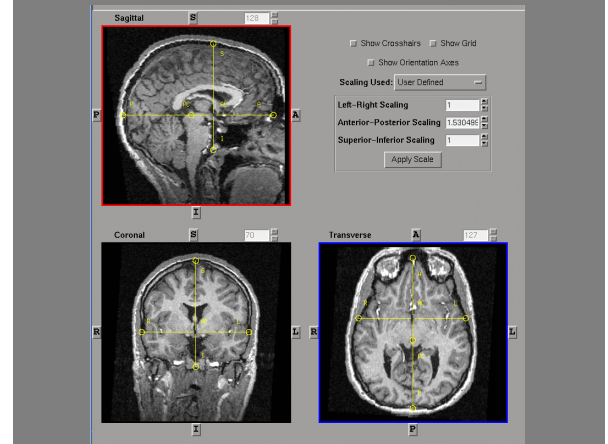 Sagittal S 128
Show Crosshairs Show Grid
Show Orientation Axes
Scaling Used: User Defined
P A
Left-Right Scaling 1
Anterior-Posterior Scaling 1.530489
Superior-Inferior Scaling 1
Apply Scale
I
Coronal S 70
Transverse A 127
R L R L
I P